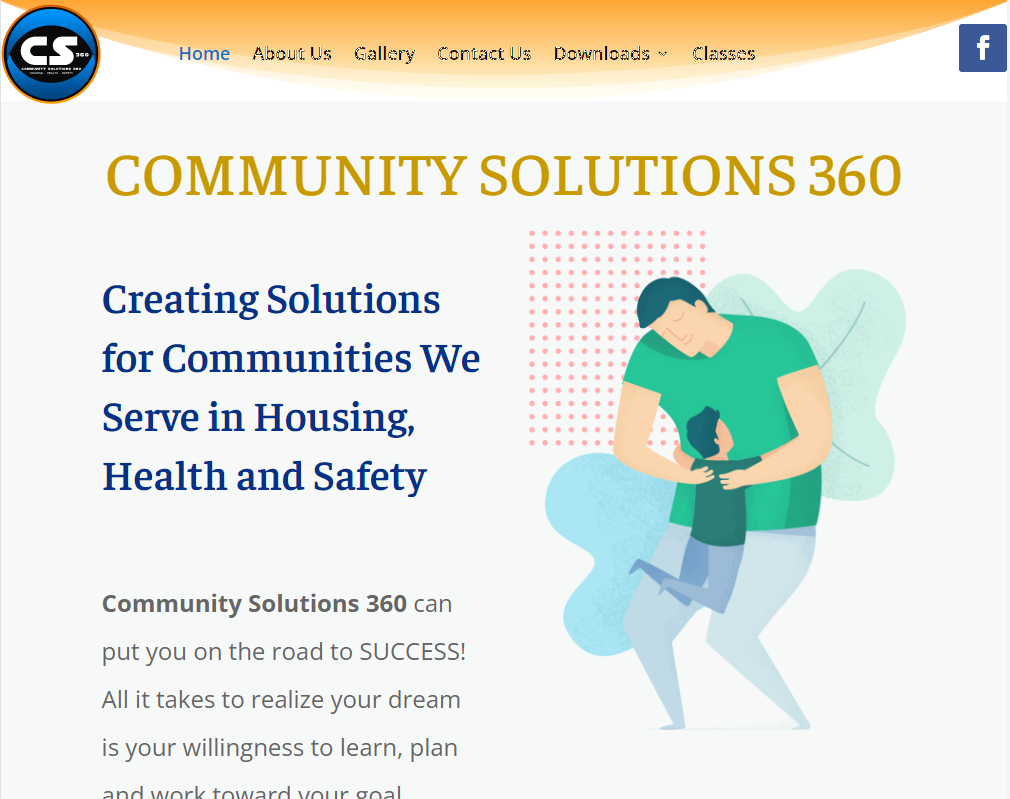 CS 360
COMMUNITY SOLUTIONS 360
HOUSING - HEALTH - SAFETY
Home About Us Gallery Contact Us Downloads Classes
f
COMMUNITY SOLUTIONS 360
Creating Solutions
for Communities We
Serve in Housing,
Health and Safety
Community Solutions 360 can
put you on the road to SUCCESS!
All it takes to realize your dream
is your willingness to learn, plan
and work toward your goal.